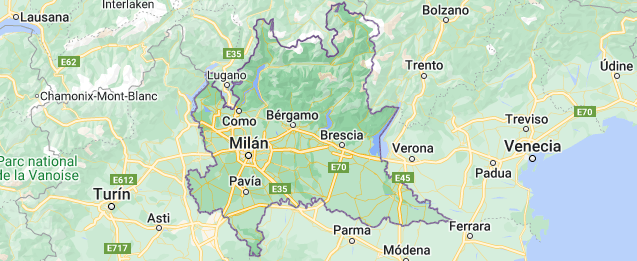 Interlaken
Lausana
Bolzano
E35
E62
Trento
Údine
Lugano
Chamonix-Mont-Blanc
Como
Bérgamo
E70
Treviso
Brescia
Milán
Verona
Venecia
Parc national
de la Vanoise
E612
Pavía
E35
E70
E45
Padua
Turín
Asti
Parma
Ferrara
E717
Módena